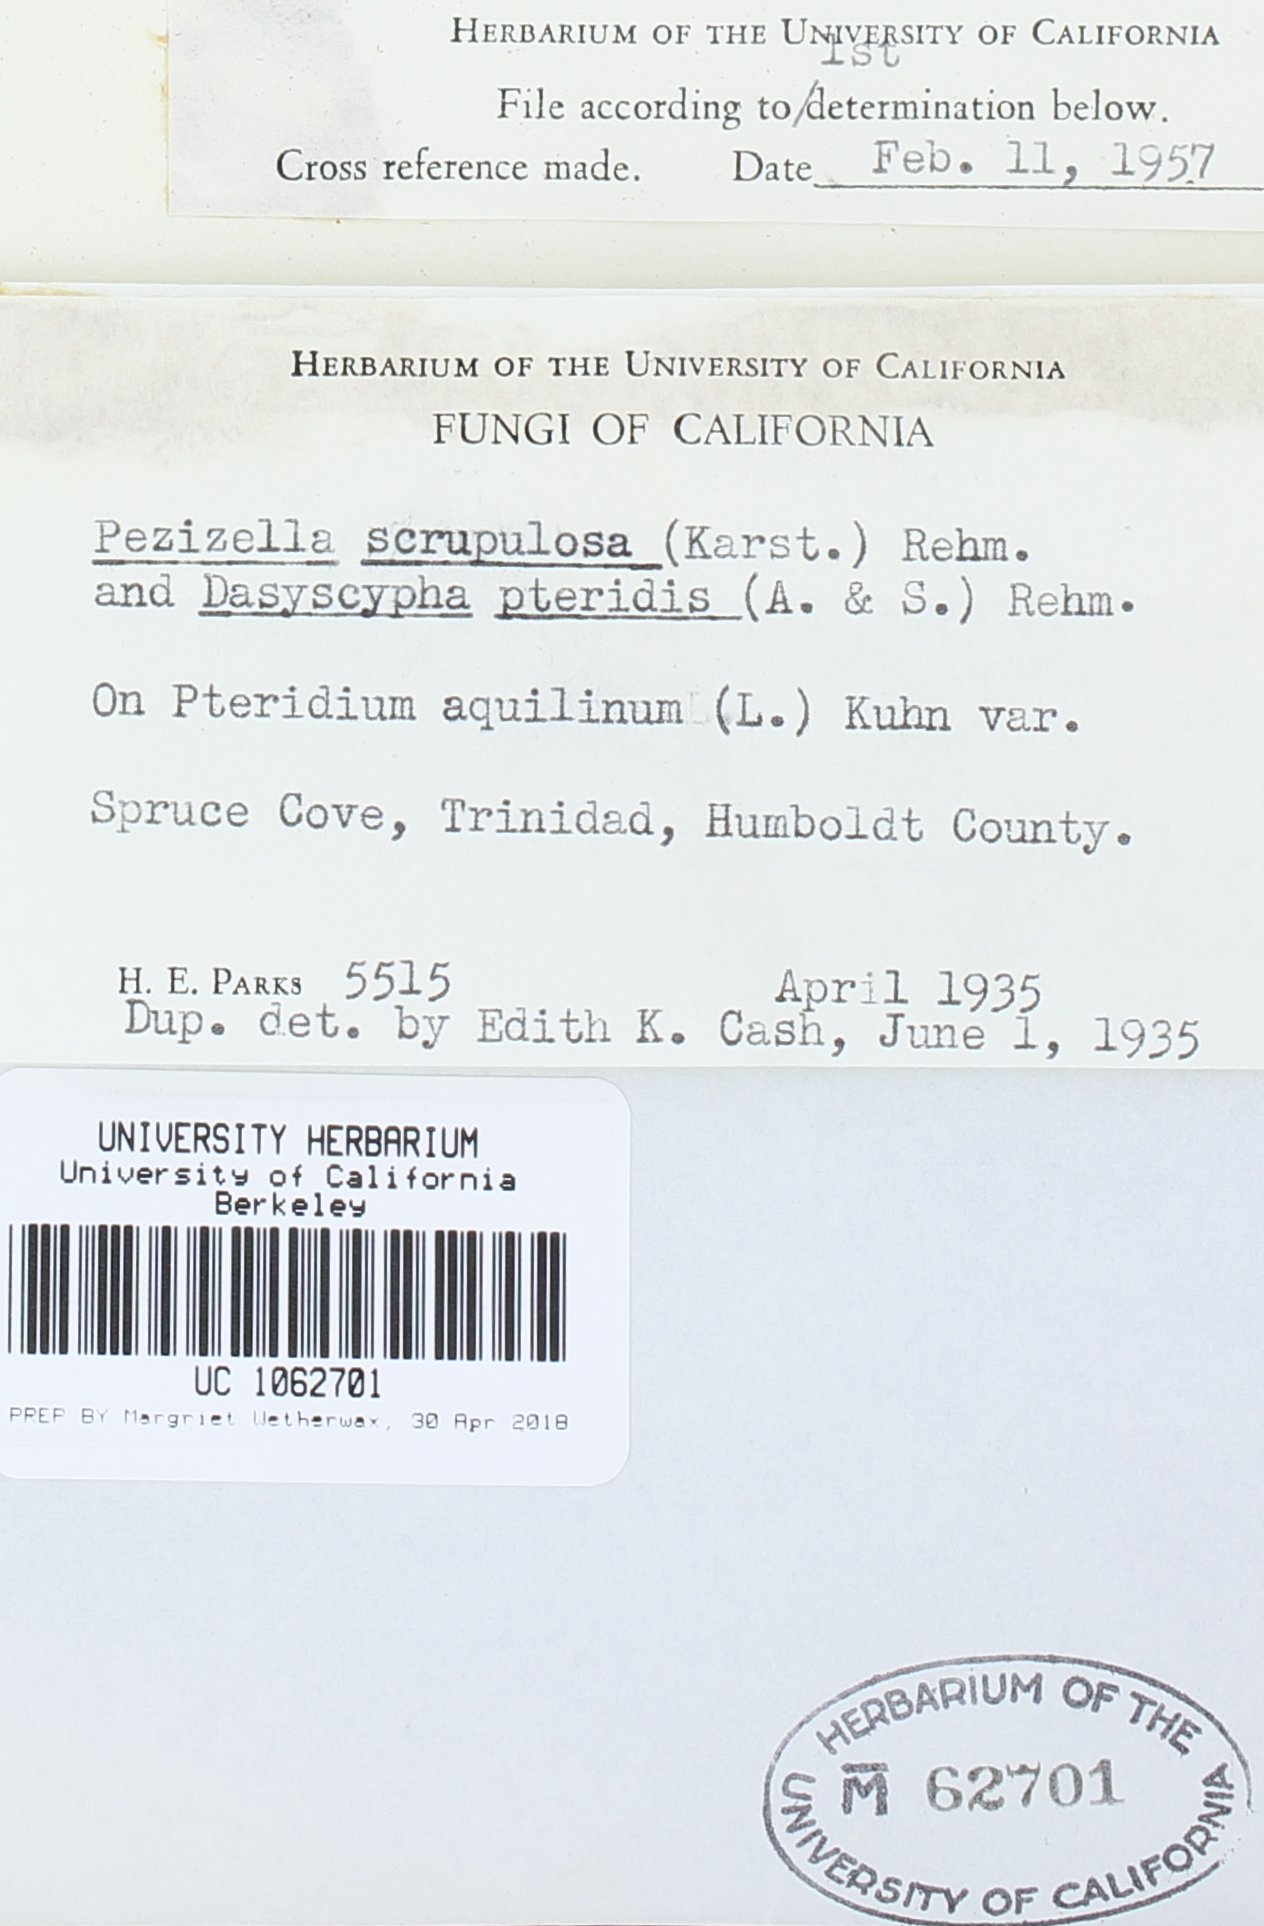 HERBARIUM OF THE UNIVERSITY OF CALIFORNIA
1st
File according to/determination below.
Cross reference made. Date Feb. 11, 1957
HERBARIUM OF THE UNIVERSITY OF CALIFORNIA
FUNGI OF CALIFORNIA
Pezizella scrupulosa (Karst.) Rehm.
and Dasyscypha pteridis (A. & S.) Rehm.
On Pteridium aquilinum (L.) Kuhn var.
Spruce Cove, Trinidad, Humboldt County.
H. E. PARKS 5515 April 1935
Dup. det. by Edith K. Cash, June 1, 1935
UNIVERSITY HERBARIUM
University of California
Berkeley
UC 1062701
PREP BY Margriet Wetherwax, 30 Apr 2018
HERBARIUM OF THE
M̅ 62701
UNIVERSITY OF CALIFORNIA